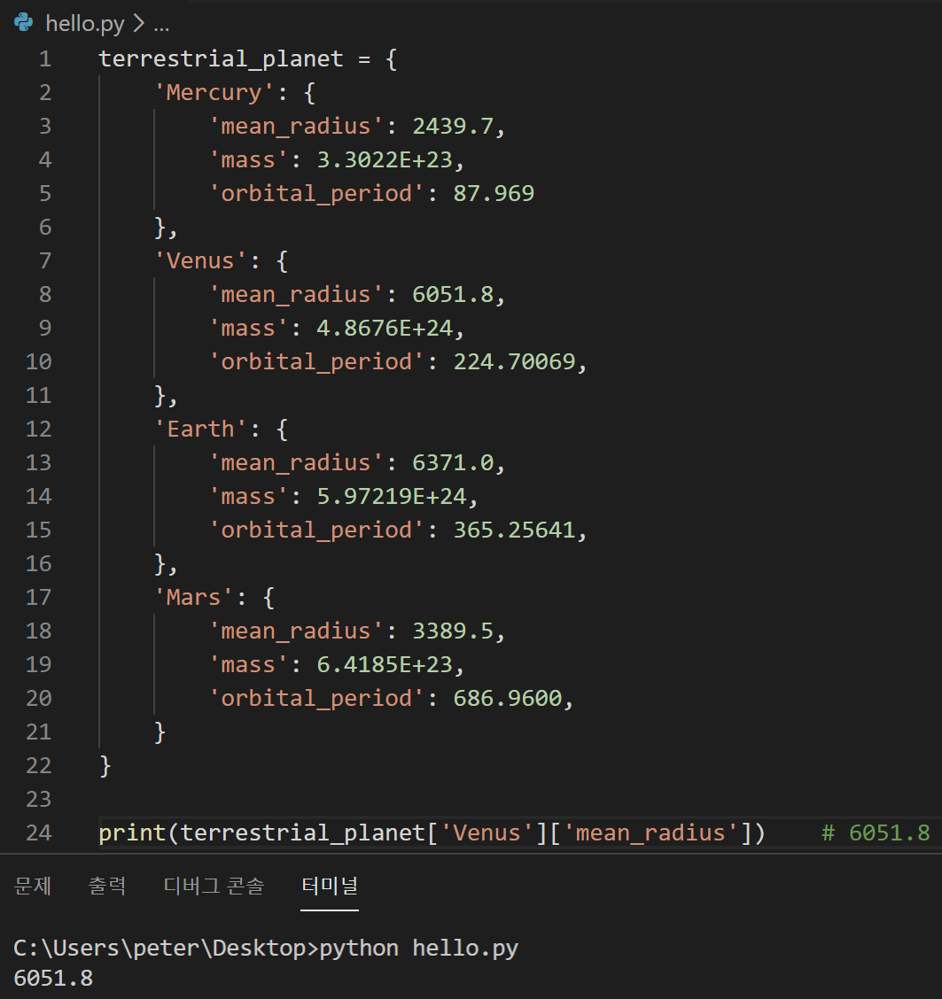 hello.py > ...
1 terrestrial_planet = {
2     'Mercury': {
3         'mean_radius': 2439.7,
4         'mass': 3.3022E+23,
5         'orbital_period': 87.969
6     },
7     'Venus': {
8         'mean_radius': 6051.8,
9         'mass': 4.8676E+24,
10         'orbital_period': 224.70069,
11     },
12     'Earth': {
13         'mean_radius': 6371.0,
14         'mass': 5.97219E+24,
15         'orbital_period': 365.25641,
16     },
17     'Mars': {
18         'mean_radius': 3389.5,
19         'mass': 6.4185E+23,
20         'orbital_period': 686.9600,
21     }
22 }
23
24 print(terrestrial_planet['Venus']['mean_radius'])    # 6051.8
문제 출력 디버그 콘솔 터미널
C:\Users\peter\Desktop>python hello.py
6051.8